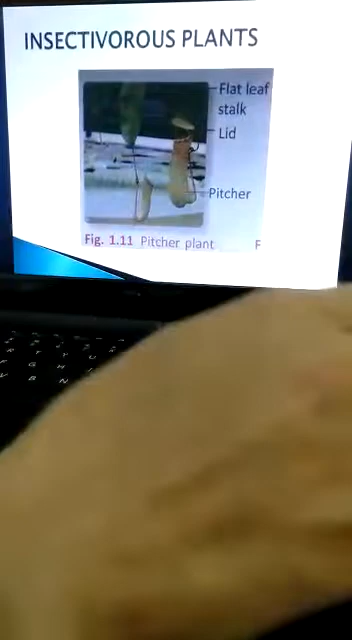 INSECTIVOROUS PLANTS
Flat leaf
stalk
Lid
Pitcher
Fig. 1.11 Pitcher plant
F